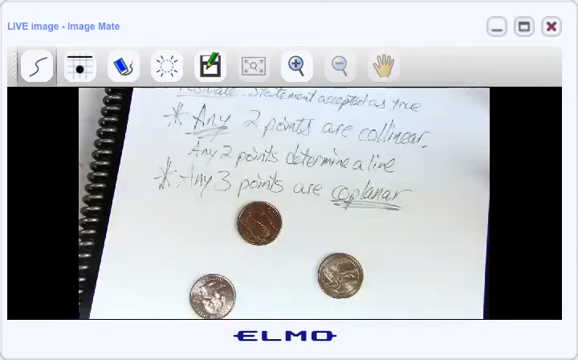 LIVE image - Image Mate
Postulate: Statement accepted as true
* Any 2 points are collinear.
Any 2 points determine a line
* Any 3 points are coplanar
ELMO